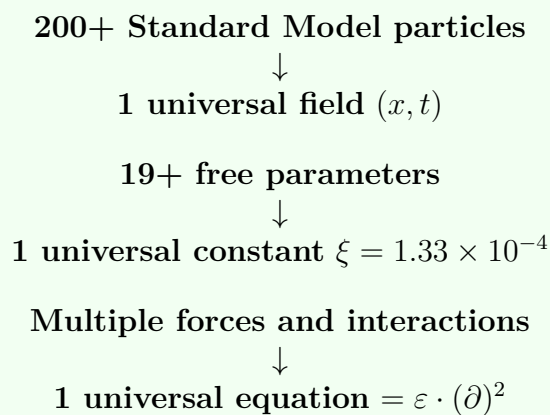 200+ Standard Model particles
↓
1 universal field (x, t)
19+ free parameters
↓
1 universal constant ξ = 1.33 × 10⁻⁴
Multiple forces and interactions
↓
1 universal equation = ε · (∂)²